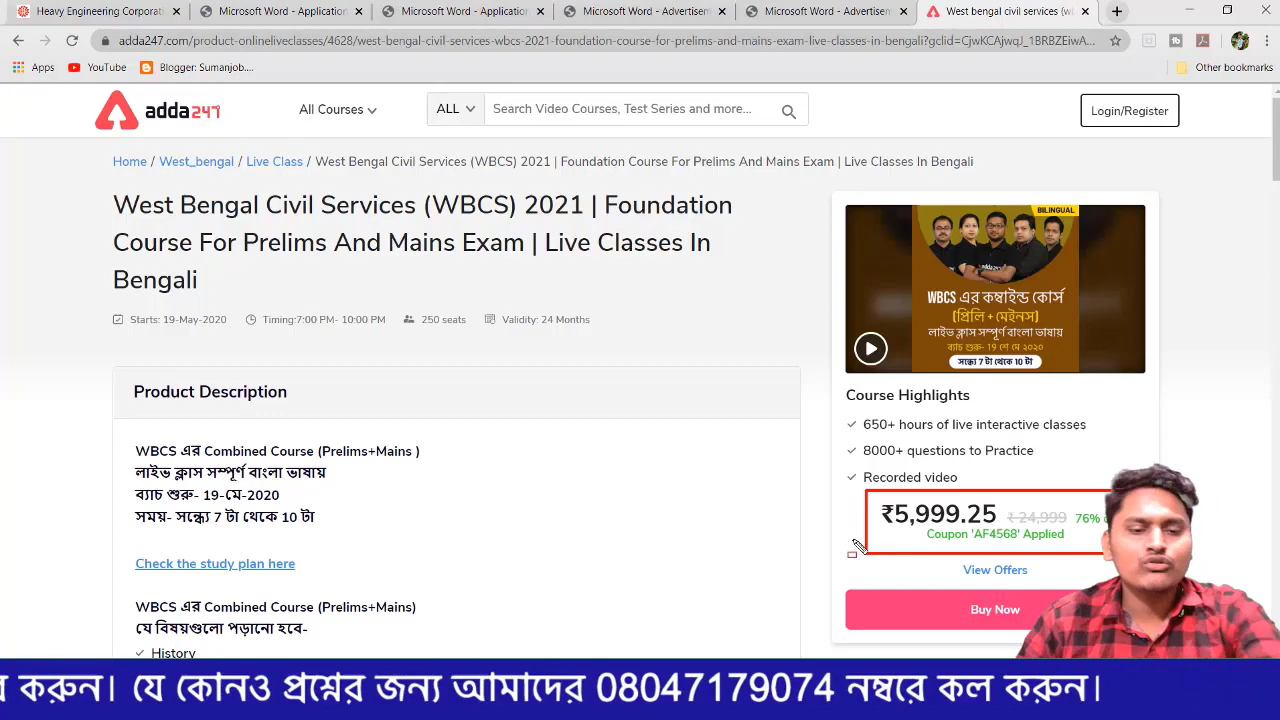 Heavy Engineering Corporati
Microsoft Word - Application
Microsoft Word - Application
Microsoft Word - Advertisem
Microsoft Word - Advertisem
West bengal civil services (w
adda247.com/product-onlineliveclasses/4628/west-bengal-civil-services-wbcs-2021-foundation-course-for-prelims-and-mains-exam-live-classes-in-bengali?gclid=CjwKCAjwqJ_1BRBZEiwA...
Apps
YouTube
Blogger: Sumanjob....
Other bookmarks
adda247
All Courses
ALL
Search Video Courses, Test Series and more...
Login/Register
Home / West_bengal / Live Class / West Bengal Civil Services (WBCS) 2021 | Foundation Course For Prelims And Mains Exam | Live Classes In Bengali
West Bengal Civil Services (WBCS) 2021 | Foundation
Course For Prelims And Mains Exam | Live Classes In
Bengali
Starts: 19-May-2020
Timing:7:00 PM- 10:00 PM
250 seats
Validity: 24 Months
Product Description
WBCS এর Combined Course (Prelims+Mains )
লাইভ ক্লাস সম্পূর্ণ বাংলা ভাষায়
ব্যাচ শুরু- 19-মে-2020
সময়- সন্ধ্যে 7 টা থেকে 10 টা
Check the study plan here
WBCS এর Combined Course (Prelims+Mains)
যে বিষয়গুলো পড়ানো হবে-
History
BILINGUAL
adda247
WBCS এর কম্বাইন্ড কোর্স
(প্রিলি + মেইনস)
লাইভ ক্লাস সম্পূর্ণ বাংলা ভাষায়
ব্যাচ শুরু- 19 শে মে ২০২০
সন্ধ্যে 7 টা থেকে 10 টা
Course Highlights
650+ hours of live interactive classes
8000+ questions to Practice
Recorded video
₹5,999.25 ₹ 24,999 76%
Coupon 'AF4568' Applied
View Offers
Buy Now
র করুন। যে কোনও প্রশ্নের জন্য আমাদের 08047179074 নম্বরে কল করুন।